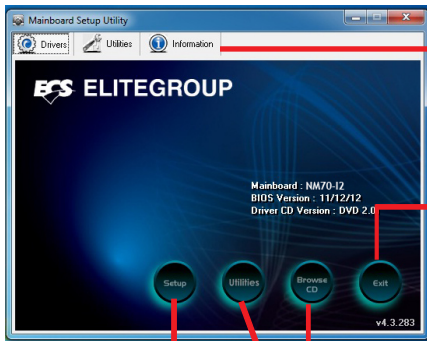 Mainboard Setup Utility
Drivers Utilities Information
ECS ELITEGROUP
Mainboard : NM70-I2
BIOS Version : 11/12/12
Driver CD Version : DVD 2.0
Setup Utilities Browse CD Exit
v4.3.283